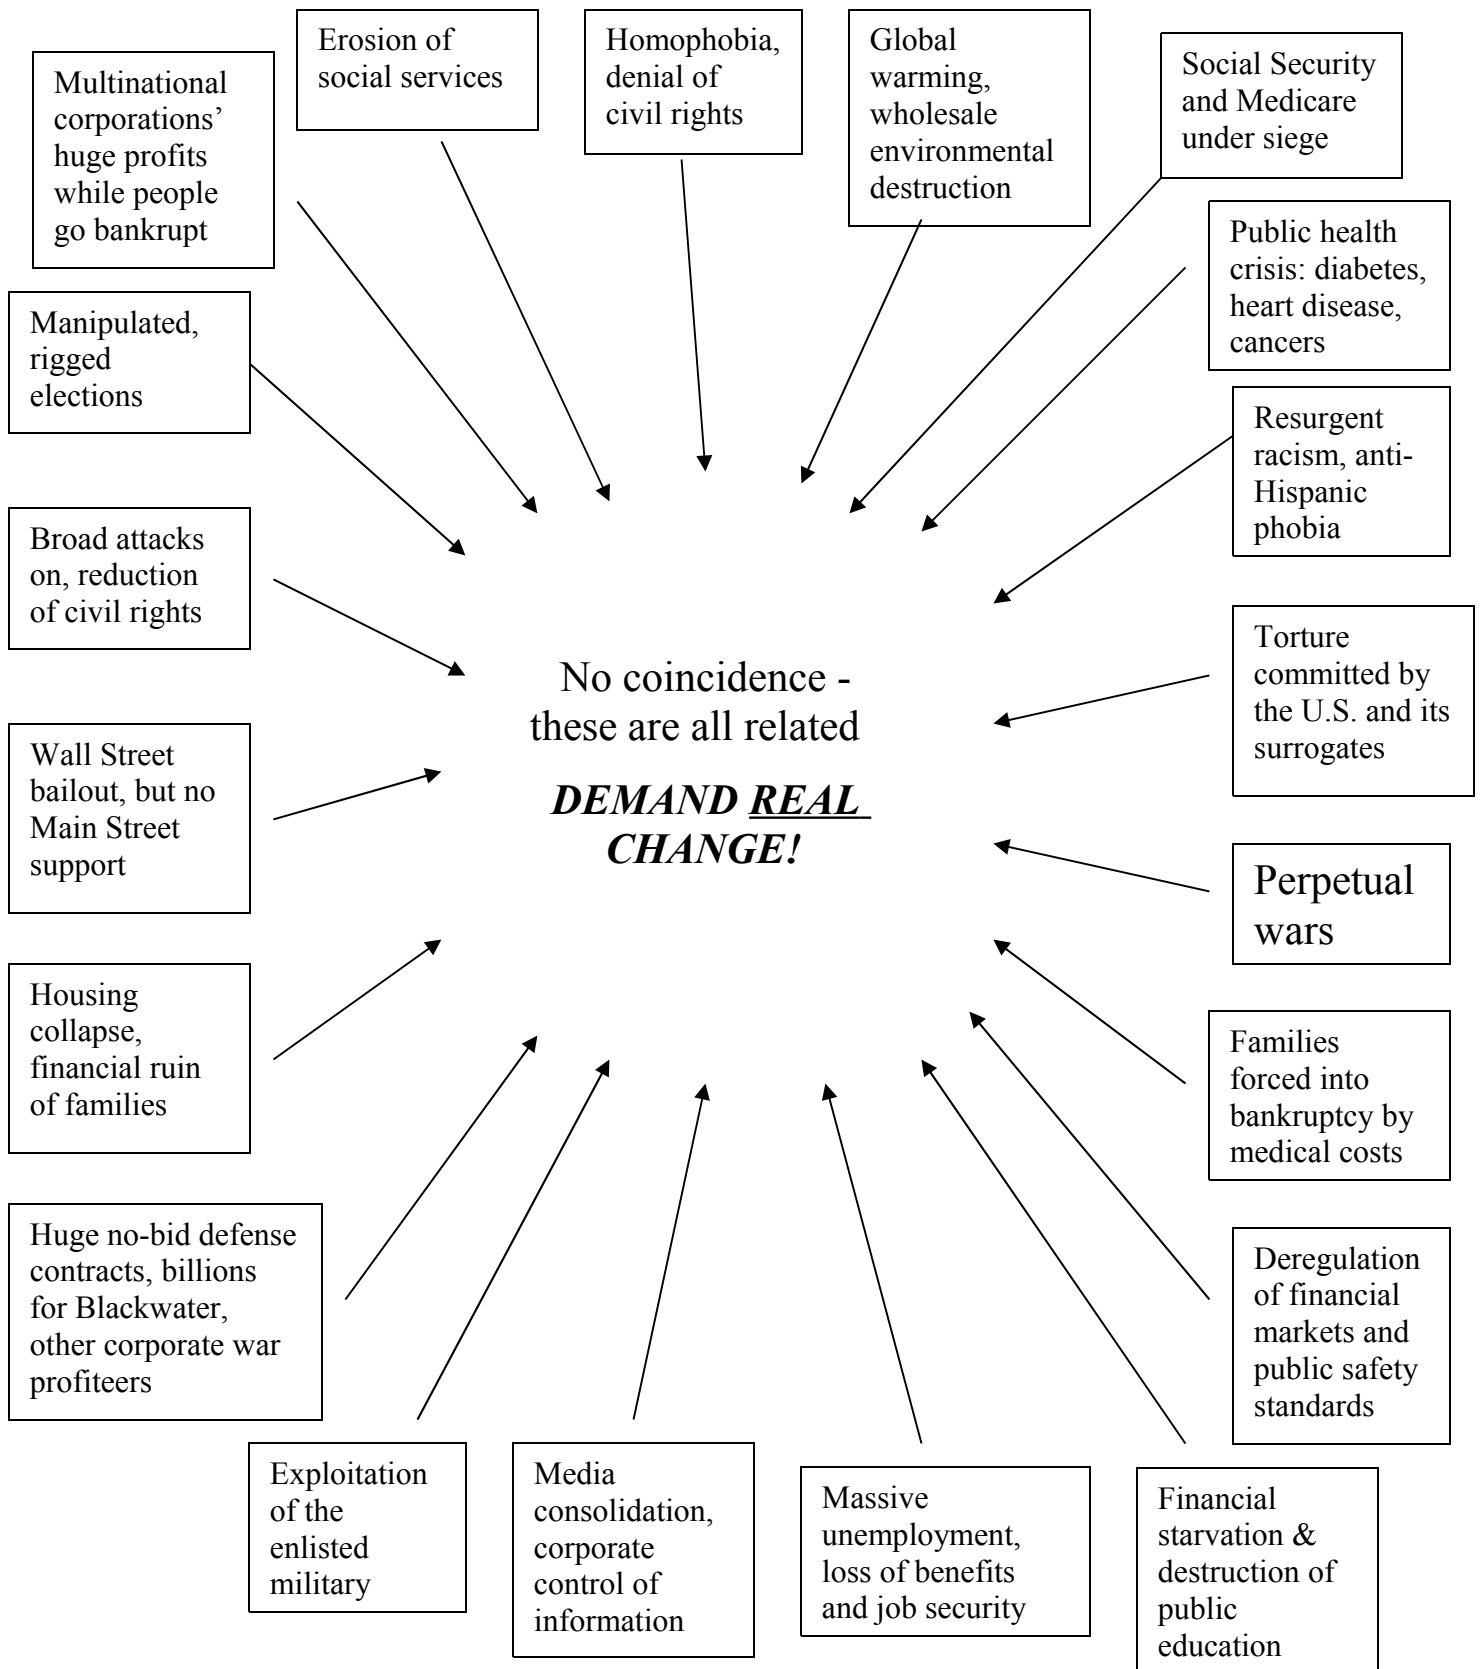 Erosion of
social services
Homophobia,
denial of
civil rights
Global
warming,
wholesale
environmental
destruction
Social Security
and Medicare
under siege
Multinational
corporations’
huge profits
while people
go bankrupt
Public health
crisis: diabetes,
heart disease,
cancers
Manipulated,
rigged
elections
Resurgent
racism, anti-
Hispanic
phobia
Broad attacks
on, reduction
of civil rights
Torture
committed by
the U.S. and its
surrogates
No coincidence -
these are all related
DEMAND REAL
CHANGE!
Wall Street
bailout, but no
Main Street
support
Perpetual
wars
Housing
collapse,
financial ruin
of families
Families
forced into
bankruptcy by
medical costs
Huge no-bid defense
contracts, billions
for Blackwater,
other corporate war
profiteers
Deregulation
of financial
markets and
public safety
standards
Exploitation
of the
enlisted
military
Media
consolidation,
corporate
control of
information
Massive
unemployment,
loss of benefits
and job security
Financial
starvation &
destruction of
public
education